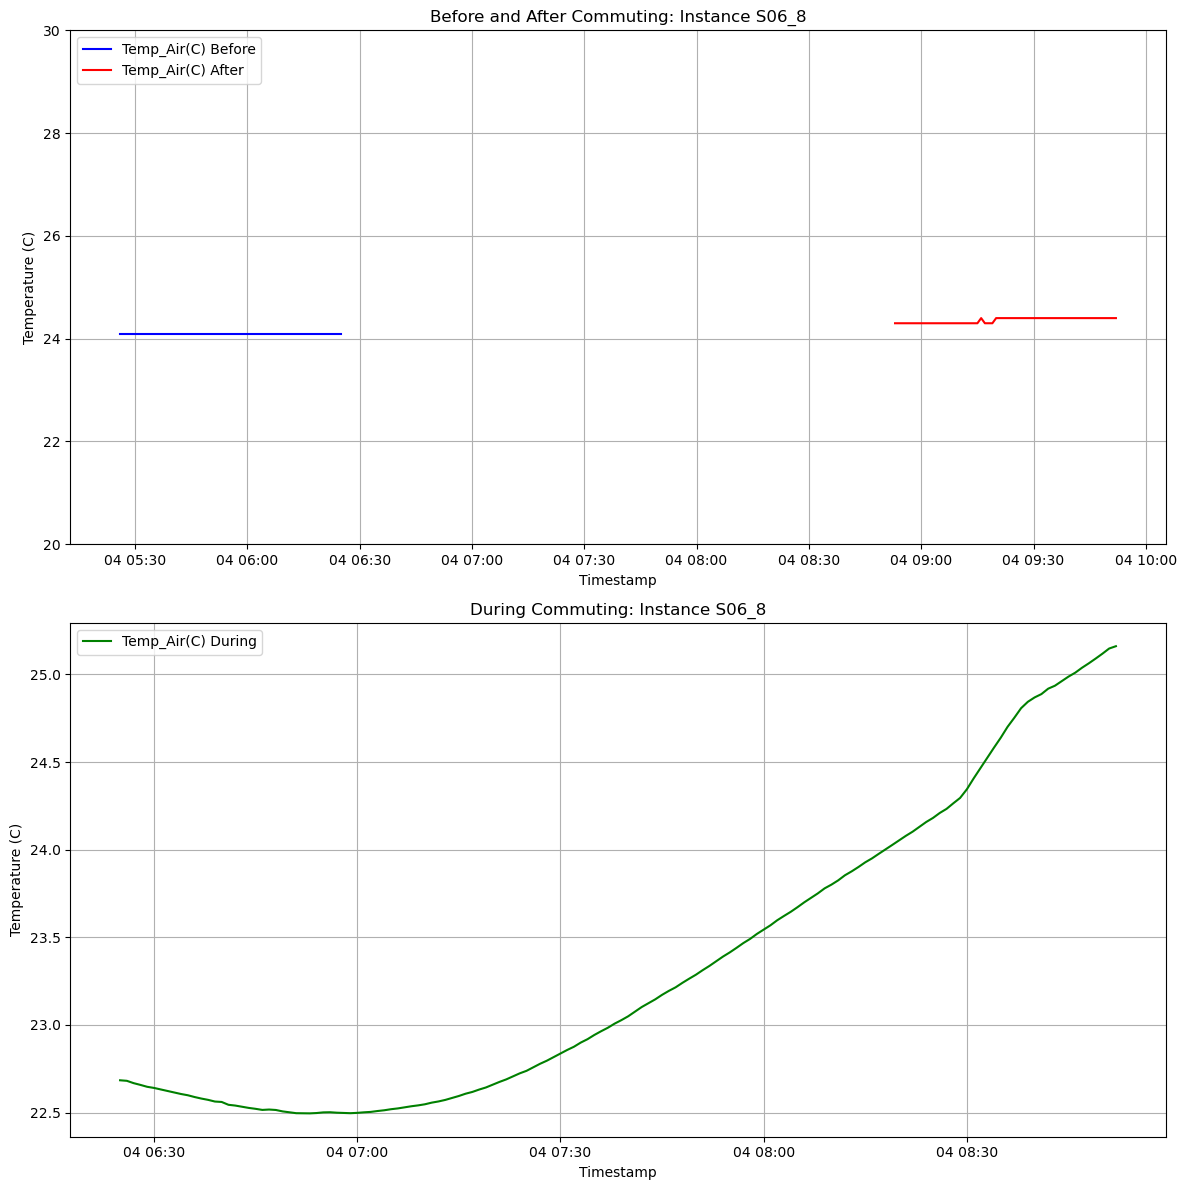 Before and After Commuting: Instance S06_8
Temp_Air(C) Before
Temp_Air(C) After
Temperature (C)
30
28
26
24
22
20
04 05:30 04 06:00 04 06:30 04 07:00 04 07:30 04 08:00 04 08:30 04 09:00 04 09:30 04 10:00
Timestamp
During Commuting: Instance S06_8
Temp_Air(C) During
Temperature (C)
25.0
24.5
24.0
23.5
23.0
22.5
04 06:30 04 07:00 04 07:30 04 08:00 04 08:30
Timestamp